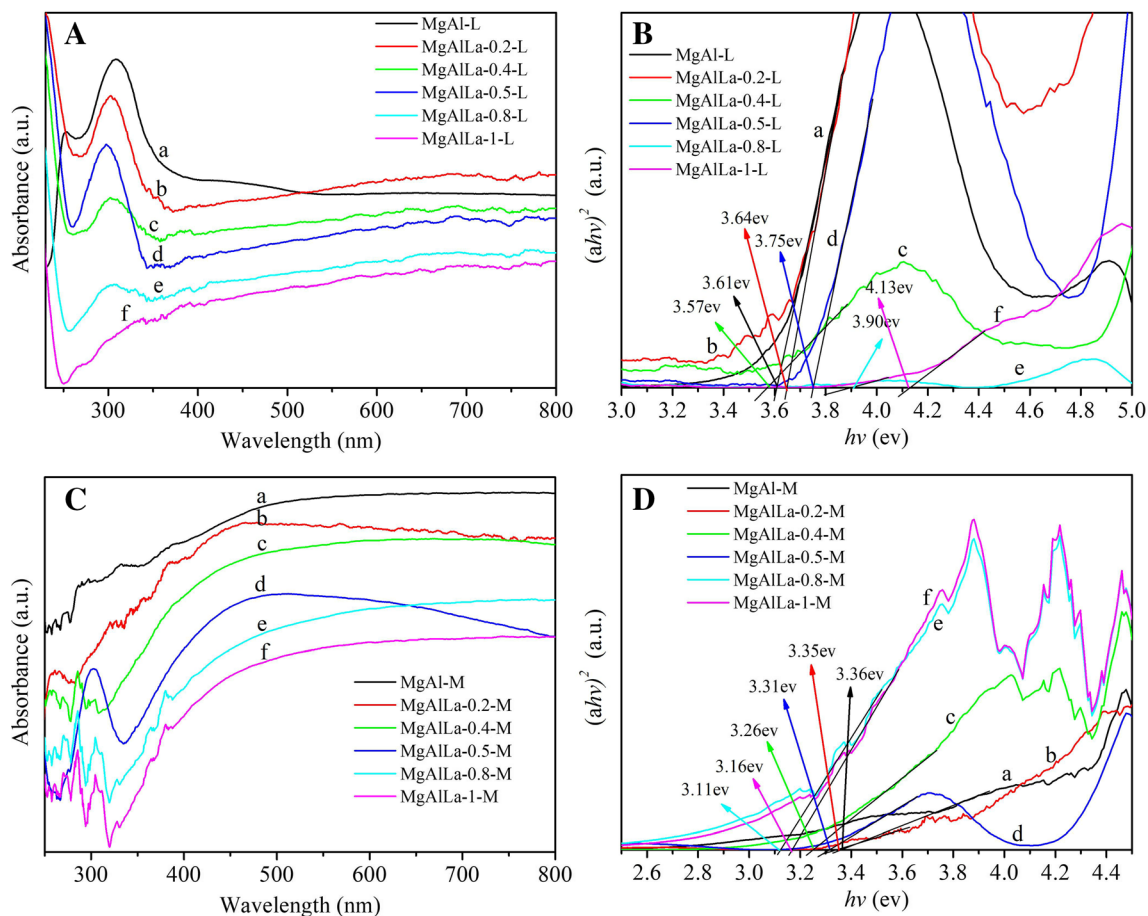 A
MgAl-L
MgAlLa-0.2-L
MgAlLa-0.4-L
MgAlLa-0.5-L
MgAlLa-0.8-L
MgAlLa-1-L
a
b
c
d
e
f
Absorbance (a.u.)
300 400 500 600 700 800
Wavelength (nm)
B
MgAl-L
MgAlLa-0.2-L
MgAlLa-0.4-L
MgAlLa-0.5-L
MgAlLa-0.8-L
MgAlLa-1-L
a
3.64ev
3.75ev
d
c
3.61ev
4.13ev
3.57ev
f
3.90ev
b
e
(ahv)² (a.u.)
3.0 3.2 3.4 3.6 3.8 4.0 4.2 4.4 4.6 4.8 5.0
hv (ev)
C
a
b
c
d
e
f
MgAl-M
MgAlLa-0.2-M
MgAlLa-0.4-M
MgAlLa-0.5-M
MgAlLa-0.8-M
MgAlLa-1-M
Absorbance (a.u.)
300 400 500 600 700 800
Wavelength (nm)
D
MgAl-M
MgAlLa-0.2-M
MgAlLa-0.4-M
MgAlLa-0.5-M
MgAlLa-0.8-M
MgAlLa-1-M
f
e
3.35ev
3.36ev
3.31ev
c
3.26ev
b
3.16ev
a
3.11ev
d
(ahv)² (a.u.)
2.6 2.8 3.0 3.2 3.4 3.6 3.8 4.0 4.2 4.4
hv (ev)